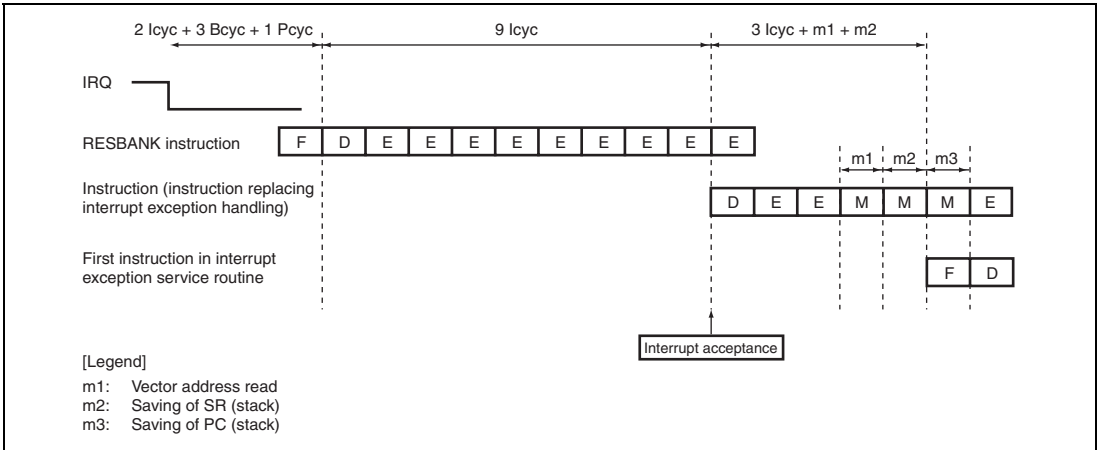 2 Icyc + 3 Bcyc + 1 Pcyc 9 Icyc 3 Icyc + m1 + m2
IRQ
RESBANK instruction F D E E E E E E E E E
m1 m2 m3
Instruction (instruction replacing
interrupt exception handling) D E E M M M E
First instruction in interrupt
exception service routine F D
Interrupt acceptance
[Legend]
m1: Vector address read
m2: Saving of SR (stack)
m3: Saving of PC (stack)